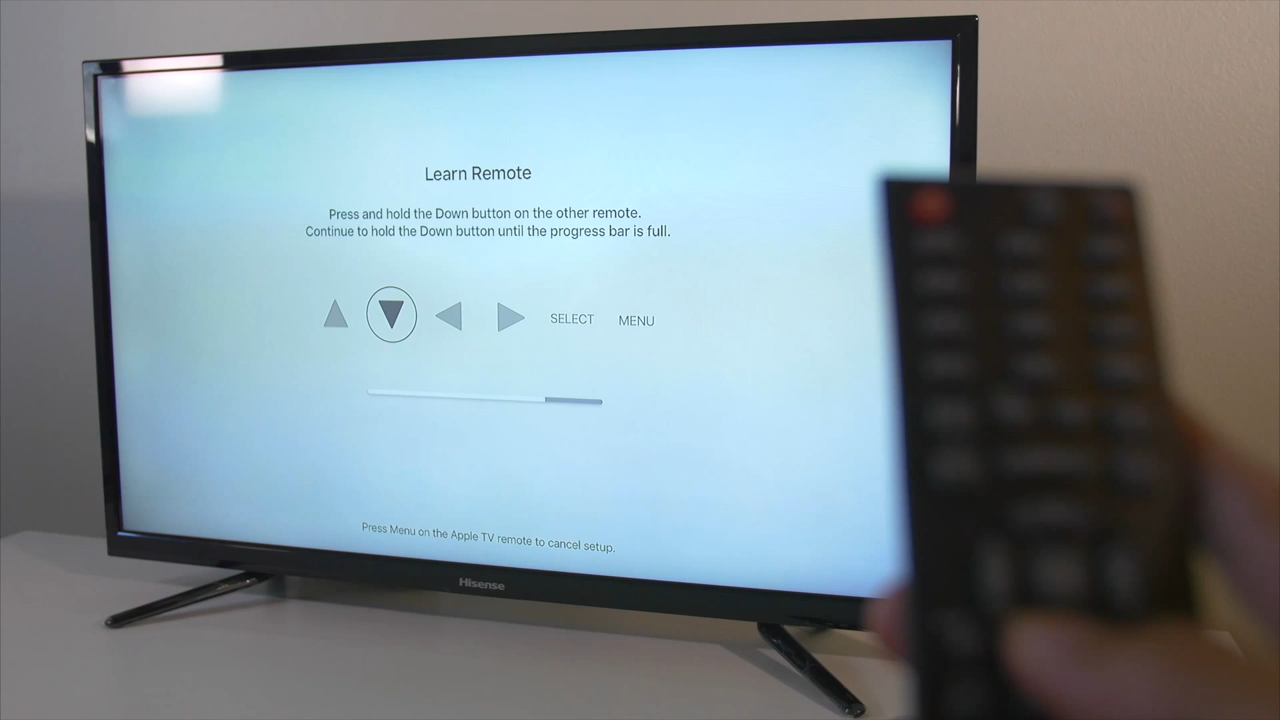 Learn Remote
Press and hold the Down button on the other remote.
Continue to hold the Down button until the progress bar is full.
SELECT MENU
Press Menu on the Apple TV remote to cancel setup.
Hisense